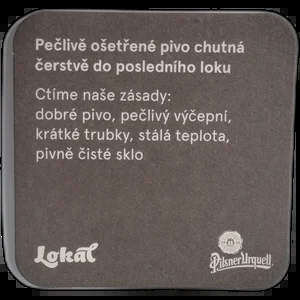 Pečlivě ošetřené pivo chutná
čerstvě do posledního loku
Ctíme naše zásady:
dobré pivo, pečlivý výčepní,
krátké trubky, stálá teplota,
pivně čisté sklo
Lokál
Pilsner Urquell